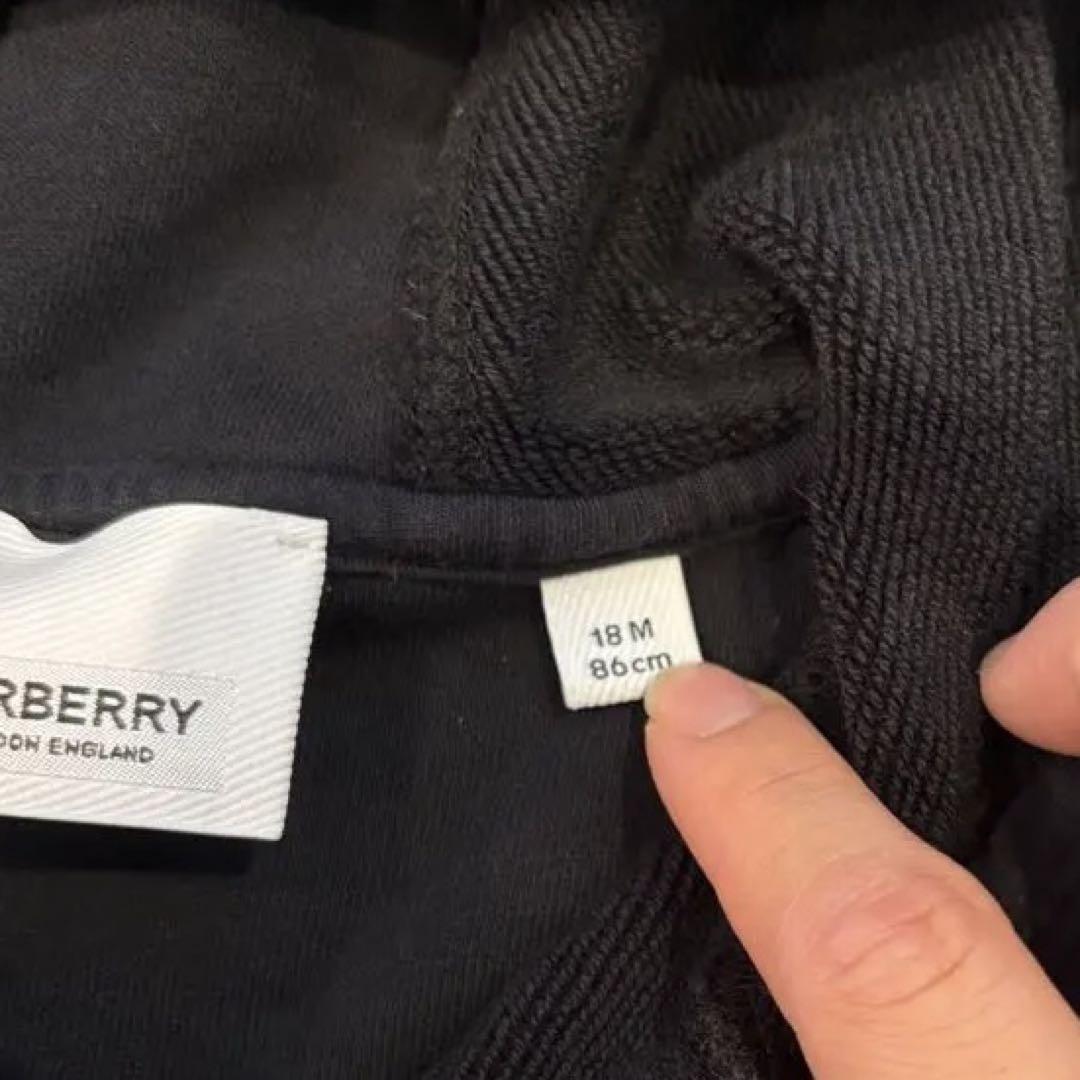 RBERRY
DON ENGLAND
18 M
86cm